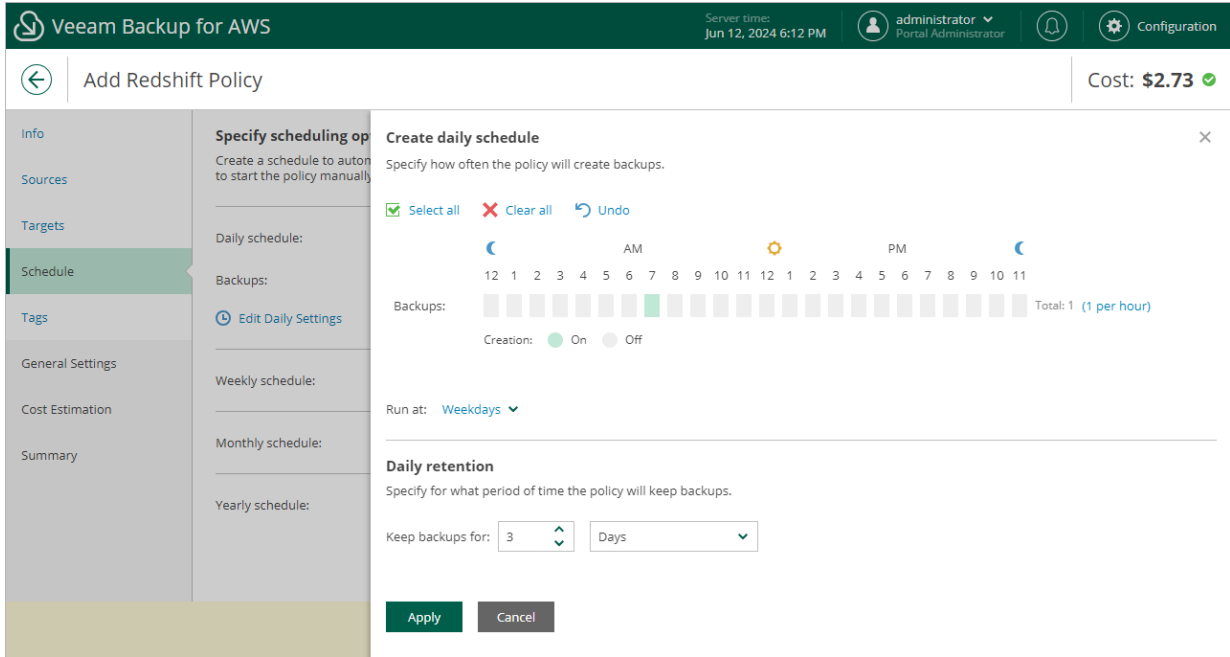 Veeam Backup for AWS
Server time:
Jun 12, 2024 6:12 PM
administrator
Portal Administrator
Configuration
Add Redshift Policy
Cost: $2.73
Info
Sources
Targets
Schedule
Tags
General Settings
Cost Estimation
Summary
Specify scheduling op
Create a schedule to autom
to start the policy manually
Daily schedule:
Backups:
Edit Daily Settings
Weekly schedule:
Monthly schedule:
Yearly schedule:
Create daily schedule
Specify how often the policy will create backups.
Select all Clear all Undo
AM PM
12 1 2 3 4 5 6 7 8 9 10 11 12 1 2 3 4 5 6 7 8 9 10 11
Backups: Total: 1 (1 per hour)
Creation: On Off
Run at: Weekdays
Daily retention
Specify for what period of time the policy will keep backups.
Keep backups for: 3 Days
Apply Cancel